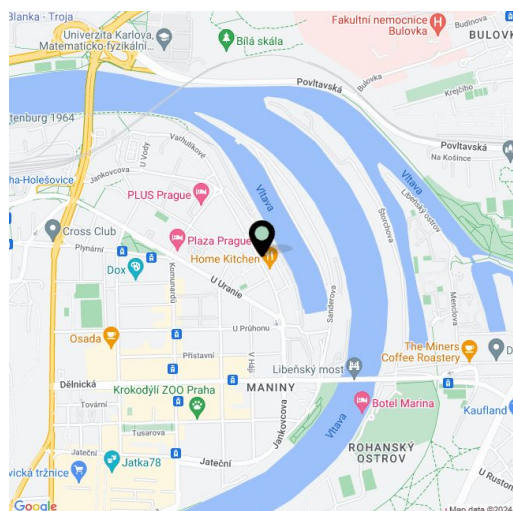 Blanka - Troja
Univerzita Karlova,
Matematicko-fyzikální...
Bílá skála
Fakultní nemocnice
Bulovka
Budínova
BULOVK
Bulovka
Krejčího
Povltavská
Povltavská
Na Košince
tenburg 1964
Varhulíkové
U Vody
Jankovcova
ha-Holešovice
PLUS Prague
Vltava
Vltava
Libeňský ostrov
Štorchova
Cross Club
Plynární
Plaza Prague
Home Kitchen
Dox
Komunardů
U Uranie
Sanderova
Menclova
Osada
U Průhonu
The Miners
Coffee Roastery
D
Přístavní
V Háji
Libeňský most
Dělnická
MANINY
Krokodýlí ZOO Praha
Tovární
Botel Marina
Kaufland
Jankovcova
Vltava
Tusarova
ROHANSKÝ
OSTROV
Jateční
Jateční
Jatka78
vická tržnice
U Ruston
Google
Map data ©2024